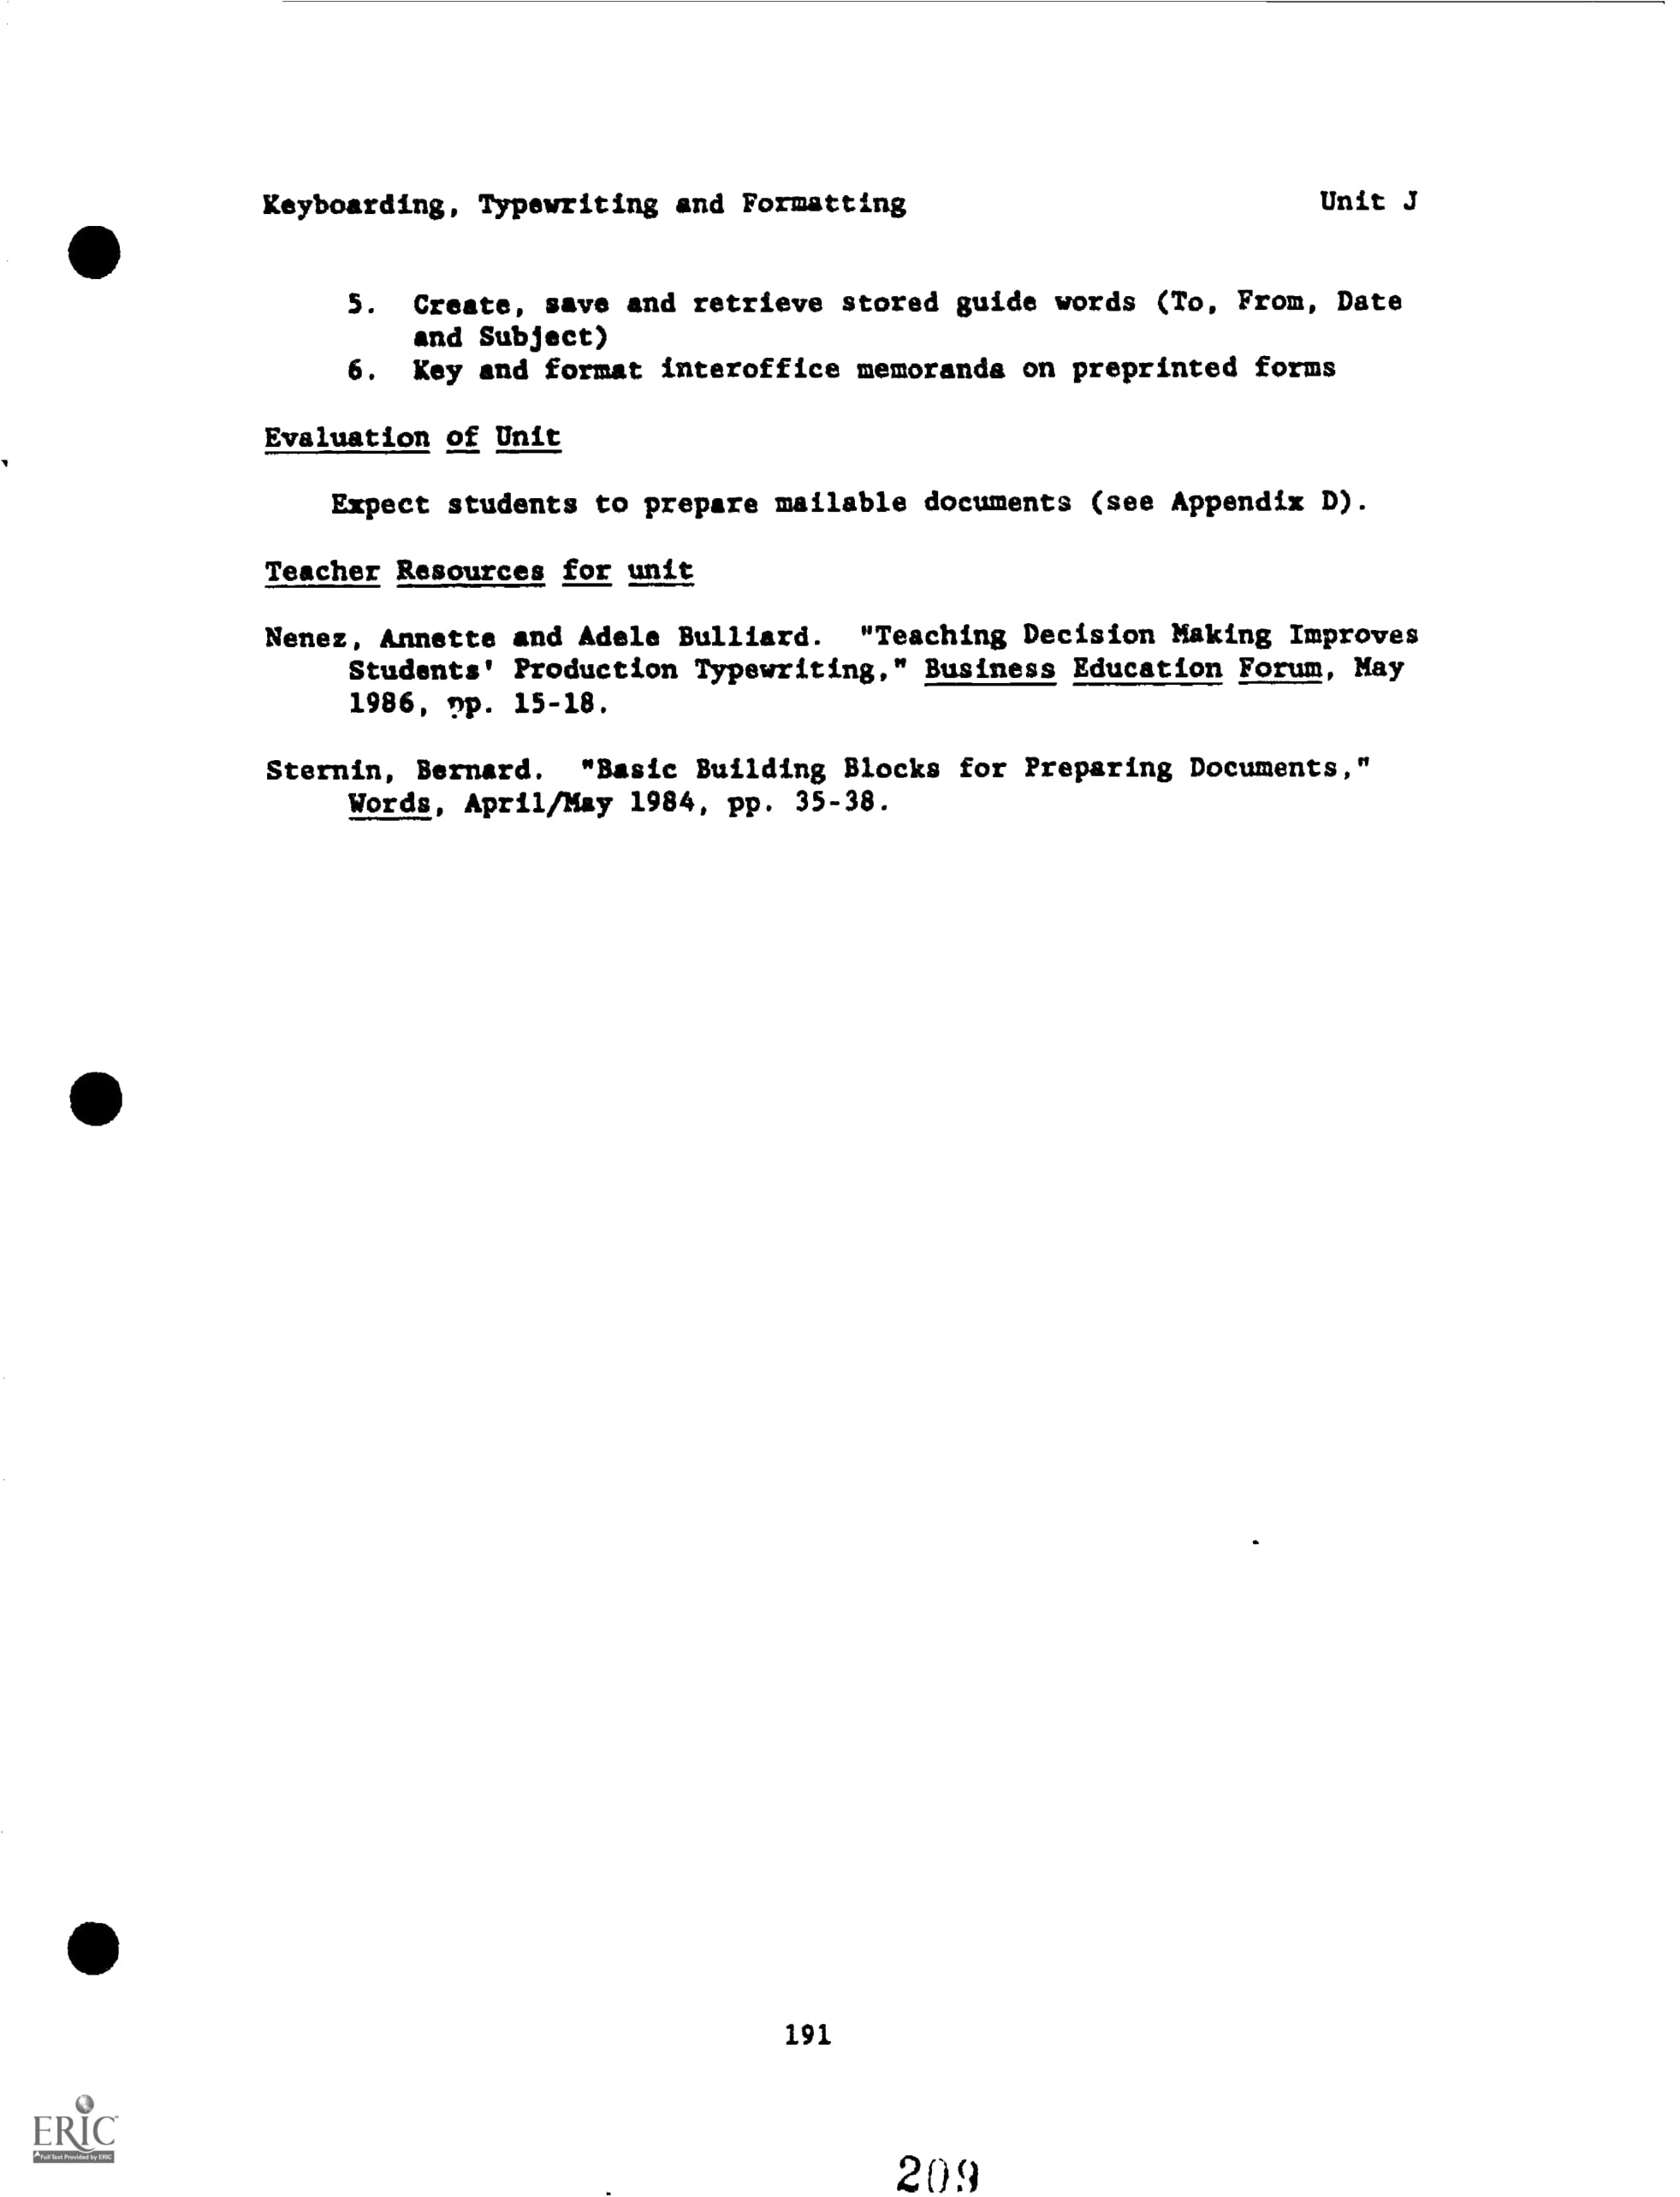 Keyboarding, Typewriting and Formatting Unit J
5. Create, save and retrieve stored guide words (To, From, Date
and Subject)
6. Key and format interoffice memoranda on preprinted forms
Evaluation of Unit
Expect students to prepare mailable documents (see Appendix D).
Teacher Resources for unit
Nenez, Annette and Adele Bulliard. "Teaching Decision Making Improves
Students' Production Typewriting," Business Education Forum, May
1986, pp. 15-18.
Sternin, Bernard. "Basic Building Blocks for Preparing Documents,"
Words, April/May 1984, pp. 35-38.
191
ERIC
Full Text Provided by ERIC
209